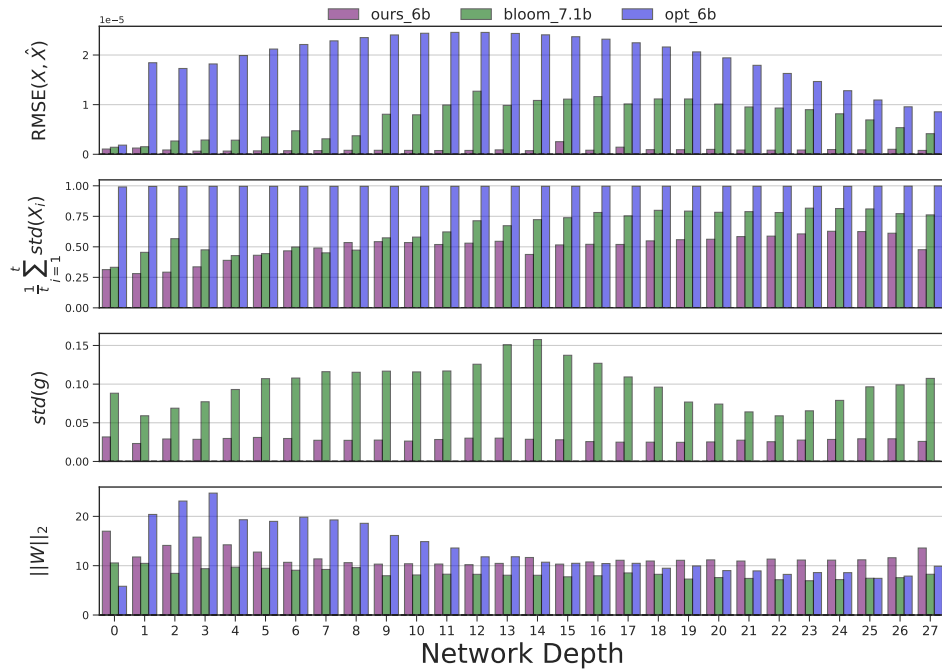 ours_6b bloom_7.1b opt_6b
1e−5
RMSE(X, X̂)
2
1
0
1/t ∑ᵗᵢ₌₁ std(Xᵢ)
1.00
0.75
0.50
0.25
0.00
std(g)
0.15
0.10
0.05
0.00
||W||₂
20
10
0
0 1 2 3 4 5 6 7 8 9 10 11 12 13 14 15 16 17 18 19 20 21 22 23 24 25 26 27
Network Depth